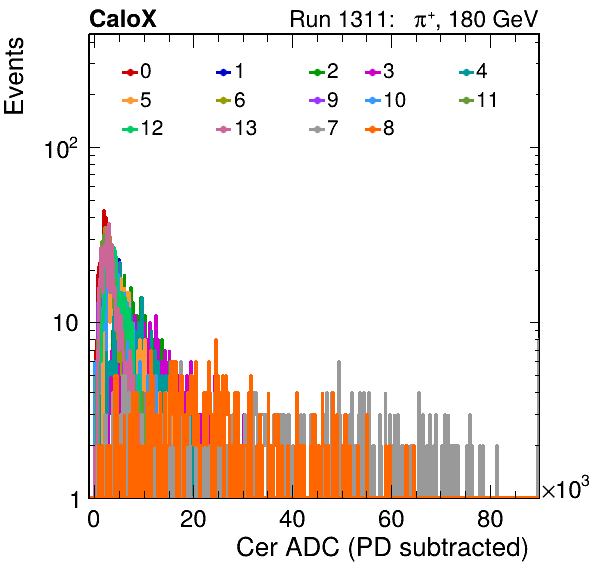 CaloX Run 1311: π⁺, 180 GeV
Events
0 1 2 3 4
5 6 9 10 11
12 13 7 8
10²
10
1
0 20 40 60 80 ×10³
Cer ADC (PD subtracted)